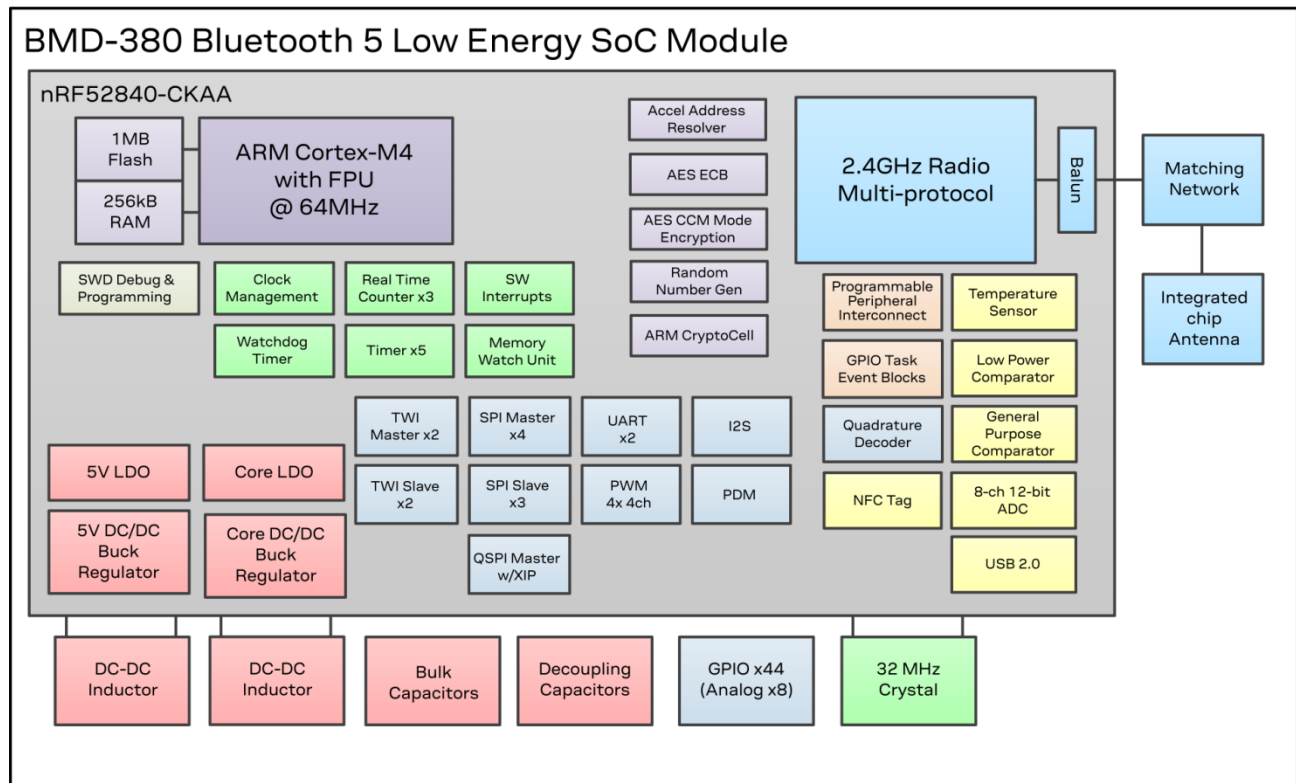 BMD-380 Bluetooth 5 Low Energy SoC Module
nRF52840-CKAA
1MB
Flash
256kB
RAM
ARM Cortex-M4
with FPU
@ 64MHz
Accel Address
Resolver
AES ECB
AES CCM Mode
Encryption
Random
Number Gen
ARM CryptoCell
2.4GHz Radio
Multi-protocol
Balun
Matching
Network
Integrated
chip
Antenna
SWD Debug &
Programming
Clock
Management
Real Time
Counter x3
SW
Interrupts
Watchdog
Timer
Timer x5
Memory
Watch Unit
Programmable
Peripheral
Interconnect
Temperature
Sensor
GPIO Task
Event Blocks
Low Power
Comparator
Quadrature
Decoder
General
Purpose
Comparator
NFC Tag
8-ch 12-bit
ADC
USB 2.0
TWI
Master x2
SPI Master
x4
UART
x2
I2S
TWI Slave
x2
SPI Slave
x3
PWM
4x 4ch
PDM
QSPI Master
w/XIP
5V LDO
Core LDO
5V DC/DC
Buck
Regulator
Core DC/DC
Buck
Regulator
DC-DC
Inductor
DC-DC
Inductor
Bulk
Capacitors
Decoupling
Capacitors
GPIO x44
(Analog x8)
32 MHz
Crystal